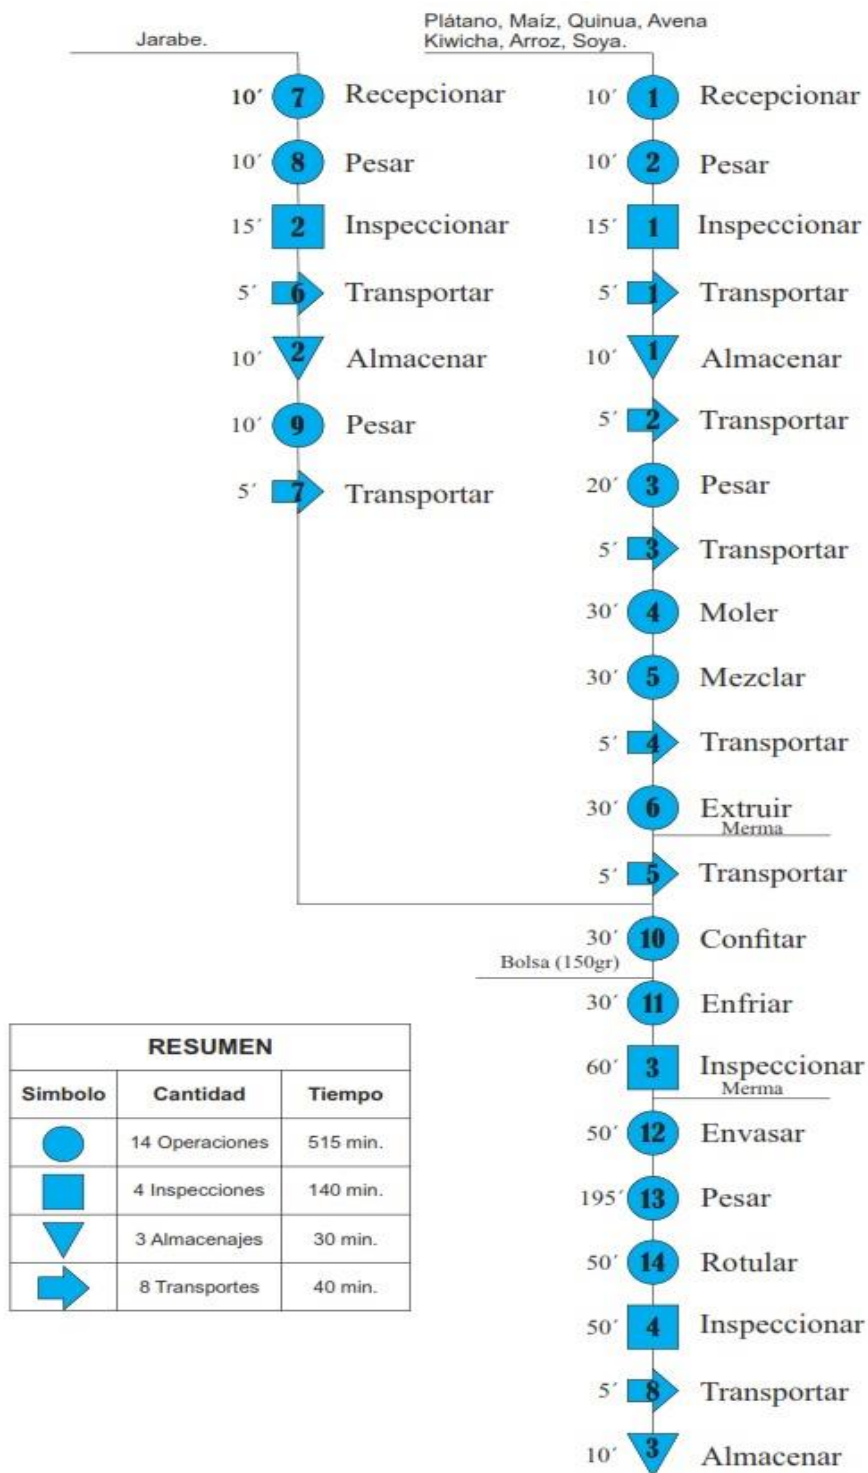 Jarabe.
10´ 7 Recepcionar
10´ 8 Pesar
15´ 2 Inspeccionar
5´ 6 Transportar
10´ 2 Almacenar
10´ 9 Pesar
5´ 7 Transportar
Plátano, Maíz, Quinua, Avena
Kiwicha, Arroz, Soya.
10´ 1 Recepcionar
10´ 2 Pesar
15´ 1 Inspeccionar
5´ 1 Transportar
10´ 1 Almacenar
5´ 2 Transportar
20´ 3 Pesar
5´ 3 Transportar
30´ 4 Moler
30´ 5 Mezclar
5´ 4 Transportar
30´ 6 Extruir
Merma
5´ 5 Transportar
30´ 10 Confitar
Bolsa (150gr)
30´ 11 Enfriar
60´ 3 Inspeccionar
Merma
50´ 12 Envasar
195´ 13 Pesar
50´ 14 Rotular
50´ 4 Inspeccionar
5´ 8 Transportar
10´ 3 Almacenar
RESUMEN
Simbolo Cantidad Tiempo
14 Operaciones 515 min.
4 Inspecciones 140 min.
3 Almacenajes 30 min.
8 Transportes 40 min.